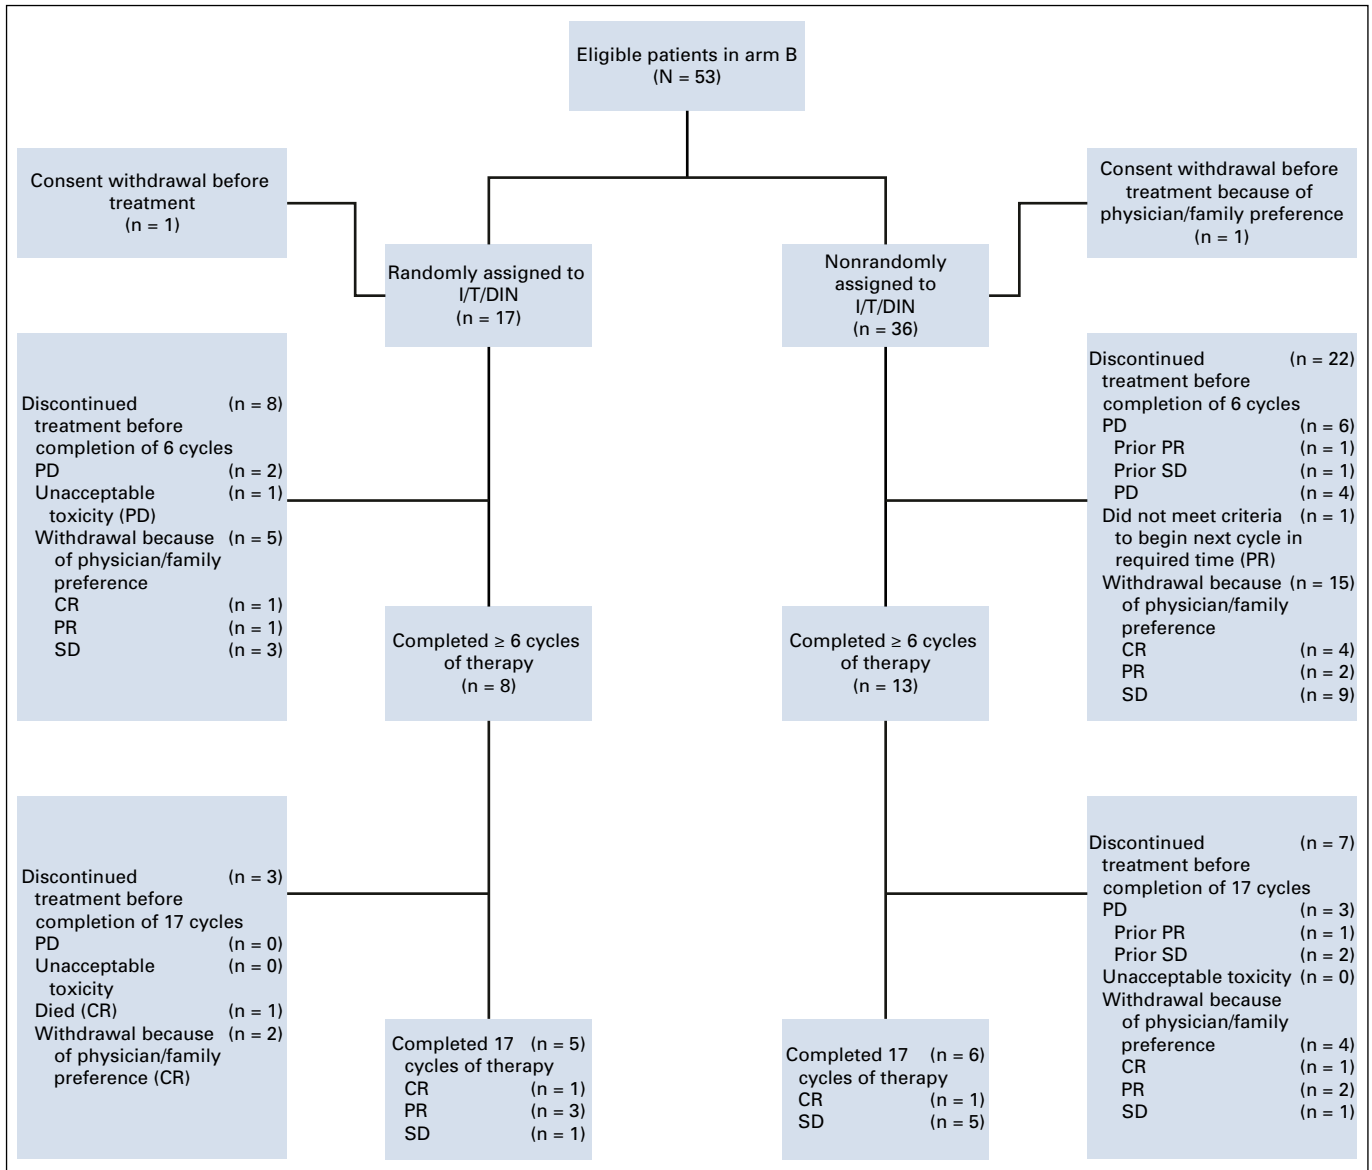 Eligible patients in arm B
(N = 53)
Consent withdrawal before
treatment
(n = 1)
Consent withdrawal before
treatment because of
physician/family preference
(n = 1)
Randomly assigned to
I/T/DIN
(n = 17)
Nonrandomly
assigned to
I/T/DIN
(n = 36)
Discontinued (n = 8)
treatment before
completion of 6 cycles
PD (n = 2)
Unacceptable (n = 1)
toxicity (PD)
Withdrawal because (n = 5)
of physician/family
preference
CR (n = 1)
PR (n = 1)
SD (n = 3)
Discontinued (n = 22)
treatment before
completion of 6 cycles
PD (n = 6)
Prior PR (n = 1)
Prior SD (n = 1)
PD (n = 4)
Did not meet criteria (n = 1)
to begin next cycle in
required time (PR)
Withdrawal because (n = 15)
of physician/family
preference
CR (n = 4)
PR (n = 2)
SD (n = 9)
Completed ≥ 6 cycles
of therapy
(n = 8)
Completed ≥ 6 cycles
of therapy
(n = 13)
Discontinued (n = 3)
treatment before
completion of 17 cycles
PD (n = 0)
Unacceptable (n = 0)
toxicity
Died (CR) (n = 1)
Withdrawal because (n = 2)
of physician/family
preference (CR)
Discontinued (n = 7)
treatment before
completion of 17 cycles
PD (n = 3)
Prior PR (n = 1)
Prior SD (n = 2)
Unacceptable toxicity (n = 0)
Withdrawal because
of physician/family
preference (n = 4)
CR (n = 1)
PR (n = 2)
SD (n = 1)
Completed 17 (n = 5)
cycles of therapy
CR (n = 1)
PR (n = 3)
SD (n = 1)
Completed 17 (n = 6)
cycles of therapy
CR (n = 1)
SD (n = 5)